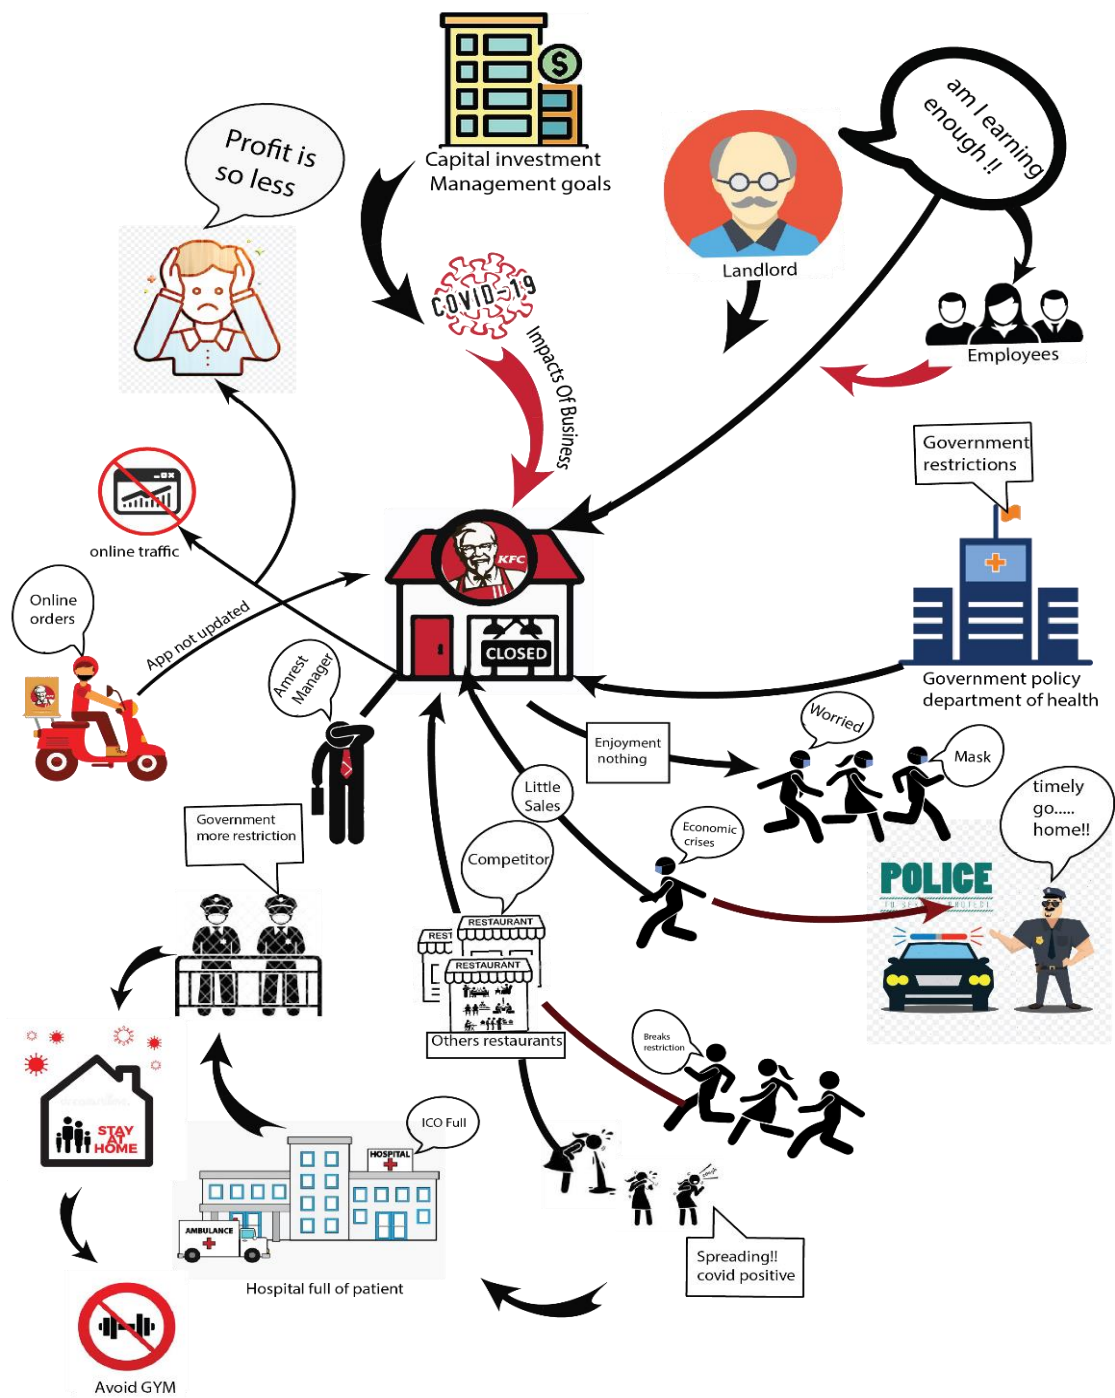 Capital investment
Management goals
Profit is
so less
am I earning
enough !!
Landlord
COVID-19
Impacts Of Business
Employees
Government
restrictions
KFC
CLOSED
online traffic
Online
orders
App not updated
Amrest
Manager
Government policy
department of health
Worried
Mask
Enjoyment
nothing
Little
Sales
Economic
crises
timely
go.....
home!!
POLICE
Government
more restriction
Competitor
RESTAURANT
REST
RESTAURANT
Others restaurants
Breaks
restriction
STAY
AT
HOME
ICO Full
HOSPITAL
AMBULANCE
Hospital full of patient
Spreading!!
covid positive
Avoid GYM